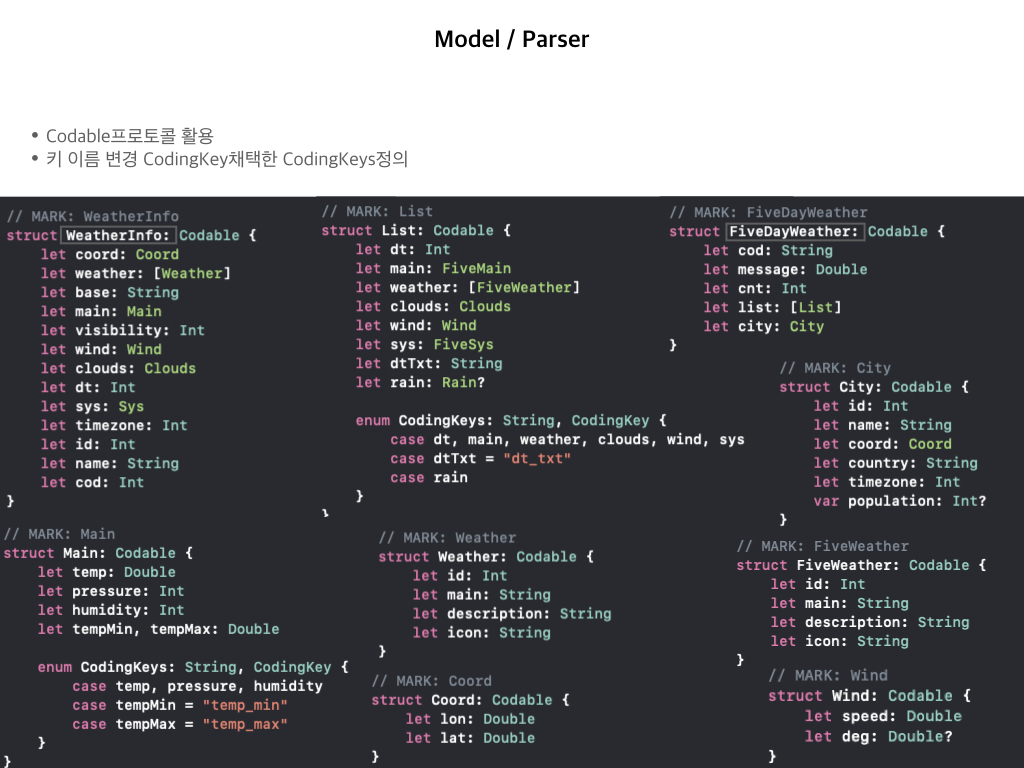 Model / Parser
• Codable프로토콜 활용
• 키 이름 변경 CodingKey채택한 CodingKeys정의
// MARK: WeatherInfo
struct WeatherInfo: Codable {
let coord: Coord
let weather: [Weather]
let base: String
let main: Main
let visibility: Int
let wind: Wind
let clouds: Clouds
let dt: Int
let sys: Sys
let timezone: Int
let id: Int
let name: String
let cod: Int
}
// MARK: Main
struct Main: Codable {
let temp: Double
let pressure: Int
let humidity: Int
let tempMin, tempMax: Double
enum CodingKeys: String, CodingKey {
case temp, pressure, humidity
case tempMin = "temp_min"
case tempMax = "temp_max"
}
}
// MARK: List
struct List: Codable {
let dt: Int
let main: FiveMain
let weather: [FiveWeather]
let clouds: Clouds
let wind: Wind
let sys: FiveSys
let dtTxt: String
let rain: Rain?
enum CodingKeys: String, CodingKey {
case dt, main, weather, clouds, wind, sys
case dtTxt = "dt_txt"
case rain
}
}
// MARK: Weather
struct Weather: Codable {
let id: Int
let main: String
let description: String
let icon: String
}
// MARK: Coord
struct Coord: Codable {
let lon: Double
let lat: Double
}
// MARK: FiveDayWeather
struct FiveDayWeather: Codable {
let cod: String
let message: Double
let cnt: Int
let list: [List]
let city: City
}
// MARK: City
struct City: Codable {
let id: Int
let name: String
let coord: Coord
let country: String
let timezone: Int
var population: Int?
}
// MARK: FiveWeather
struct FiveWeather: Codable {
let id: Int
let main: String
let description: String
let icon: String
}
// MARK: Wind
struct Wind: Codable {
let speed: Double
let deg: Double?
}